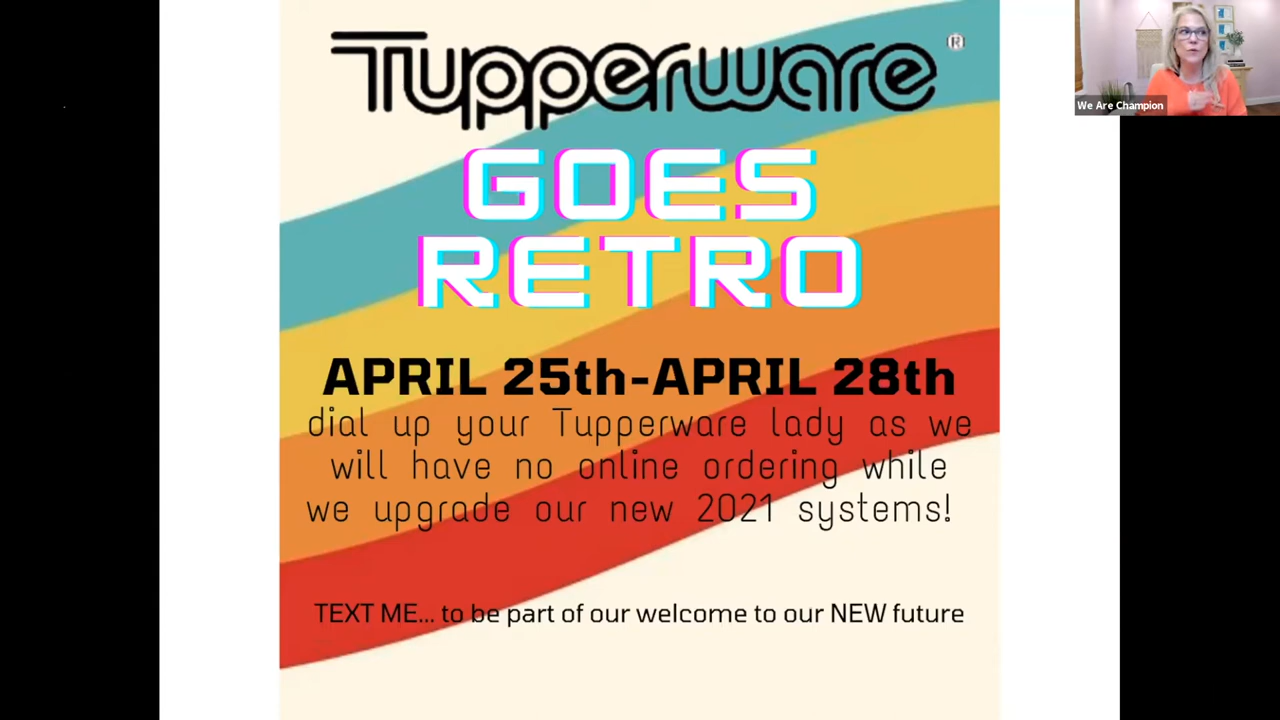 Tupperware ®
GOES
RETRO
APRIL 25th-APRIL 28th
dial up your Tupperware lady as we
will have no online ordering while
we upgrade our new 2021 systems!
TEXT ME... to be part of our welcome to our NEW future
We Are Champion